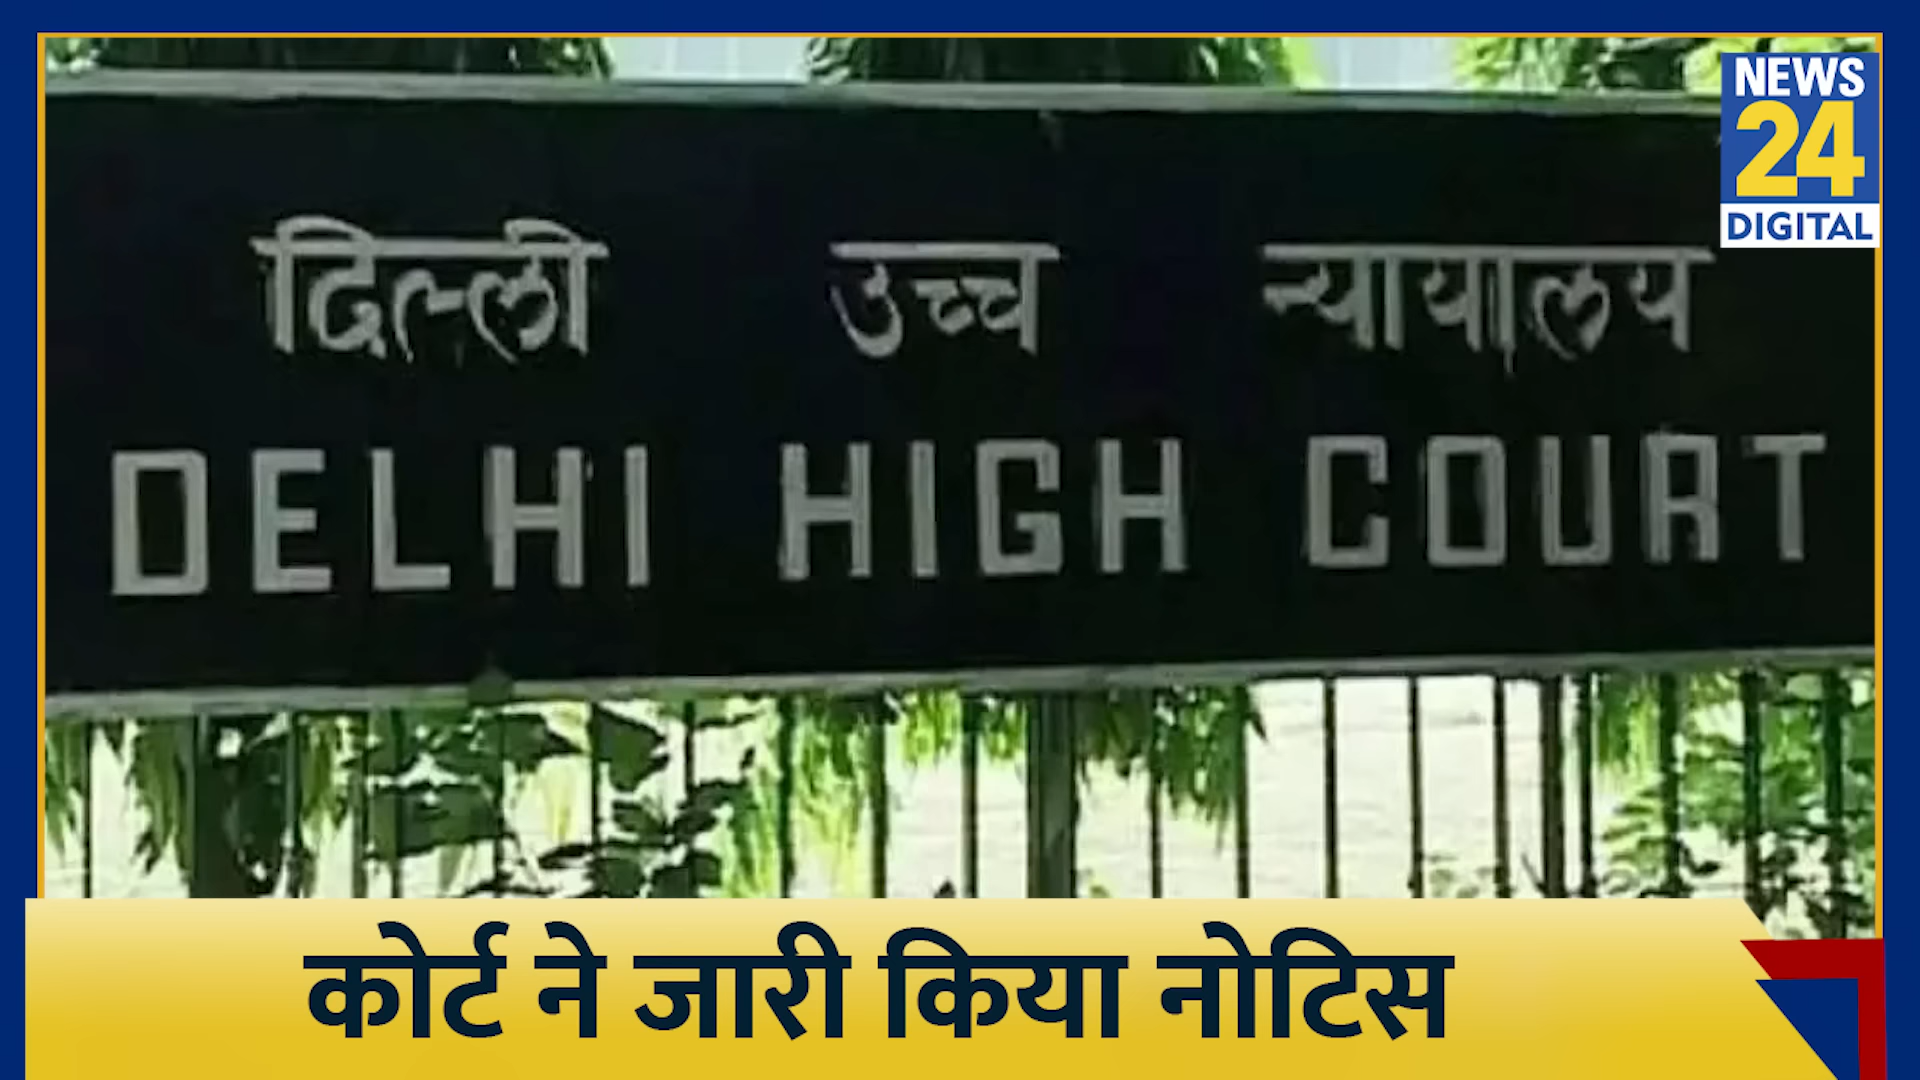 NEWS
24
DIGITAL
दिल्ली उच्च न्यायालय
DELHI HIGH COURT
कोर्ट ने जारी किया नोटिस